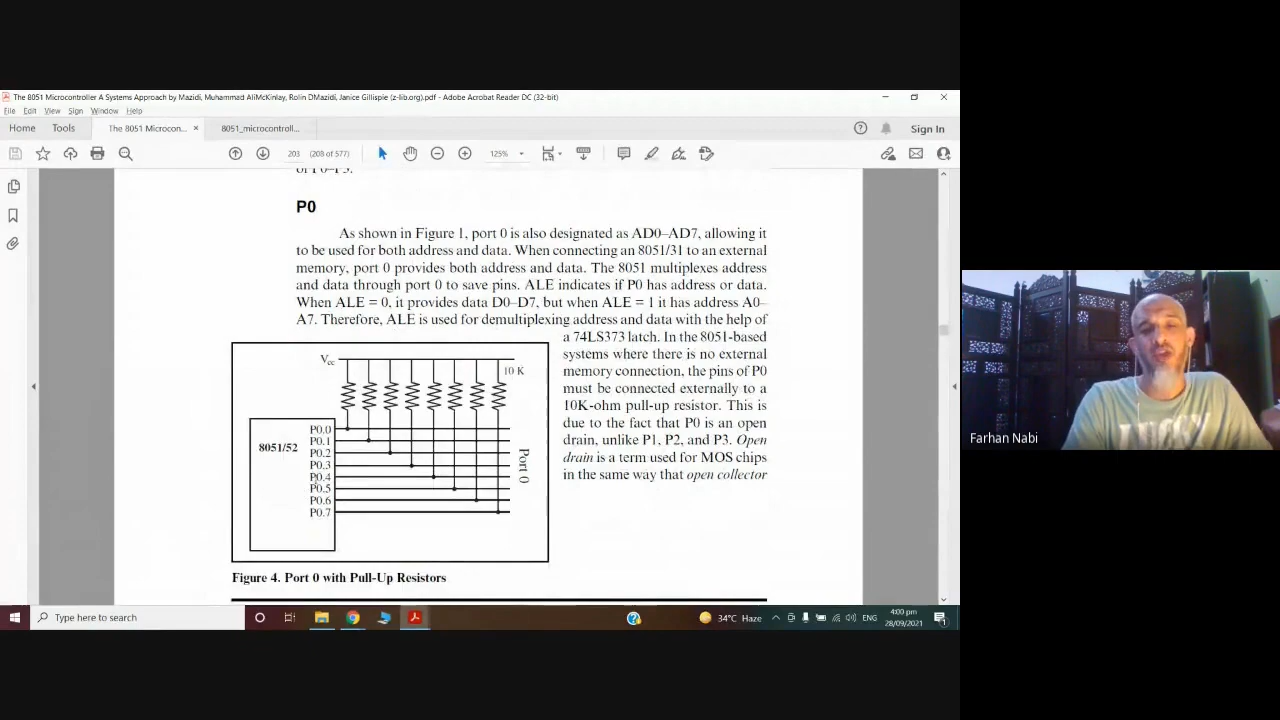 The 8051 Microcontroller A Systems Approach by Mazidi, Muhammad AliMcKinlay, Rolin DMazidi, Janice Gillispie (z-lib.org).pdf - Adobe Acrobat Reader DC (32-bit)
File Edit View Sign Window Help
Home Tools The 8051 Microcon... × 8051_microcontroll... Sign In
203 (208 of 577) 125%
of P0–P3.
P0
As shown in Figure 1, port 0 is also designated as AD0–AD7, allowing it
to be used for both address and data. When connecting an 8051/31 to an external
memory, port 0 provides both address and data. The 8051 multiplexes address
and data through port 0 to save pins. ALE indicates if P0 has address or data.
When ALE = 0, it provides data D0–D7, but when ALE = 1 it has address A0–
A7. Therefore, ALE is used for demultiplexing address and data with the help of
a 74LS373 latch. In the 8051-based
systems where there is no external
memory connection, the pins of P0
must be connected externally to a
10K-ohm pull-up resistor. This is
due to the fact that P0 is an open
drain, unlike P1, P2, and P3. Open
drain is a term used for MOS chips
in the same way that open collector
Vcc
10 K
8051/52
P0.0
P0.1
P0.2
P0.3
P0.4
P0.5
P0.6
P0.7
Port 0
Figure 4. Port 0 with Pull-Up Resistors
Farhan Nabi
Type here to search
34°C Haze
ENG
4:00 pm
28/09/2021